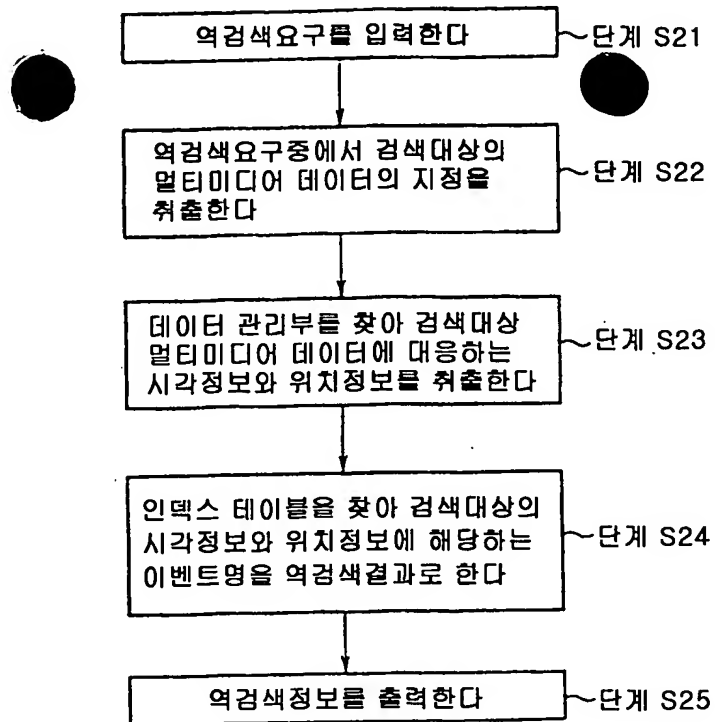 역검색요구를 입력한다
단계 S21
역검색요구중에서 검색대상의
멀티미디어 데이터의 지정을
취출한다
단계 S22
데이터 관리부를 찾아 검색대상
멀티미디어 데이터에 대응하는
시각정보와 위치정보를 취출한다
단계 S23
인덱스 테이블을 찾아 검색대상의
시각정보와 위치정보에 해당하는
이벤트명을 역검색결과로 한다
단계 S24
역검색정보를 출력한다
단계 S25